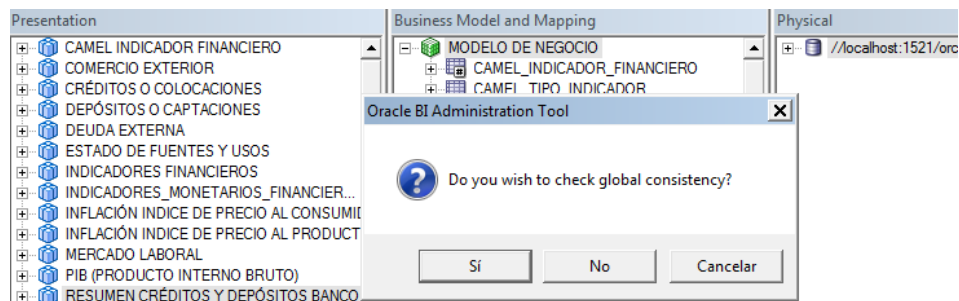 Presentation
CAMEL INDICADOR FINANCIERO
COMERCIO EXTERIOR
CRÉDITOS O COLOCACIONES
DEPÓSITOS O CAPTACIONES
DEUDA EXTERNA
ESTADO DE FUENTES Y USOS
INDICADORES FINANCIEROS
INDICADORES_MONETARIOS_FINANCIER...
INFLACIÓN INDICE DE PRECIO AL CONSUMI
INFLACIÓN INDICE DE PRECIO AL PRODUCT
MERCADO LABORAL
PIB (PRODUCTO INTERNO BRUTO)
RESUMEN CRÉDITOS Y DEPÓSITOS BANCO
Business Model and Mapping
MODELO DE NEGOCIO
CAMEL_INDICADOR_FINANCIERO
CAMEL_TIPO_INDICADOR
Physical
//localhost:1521/orc
Oracle BI Administration Tool
Do you wish to check global consistency?
Sí
No
Cancelar